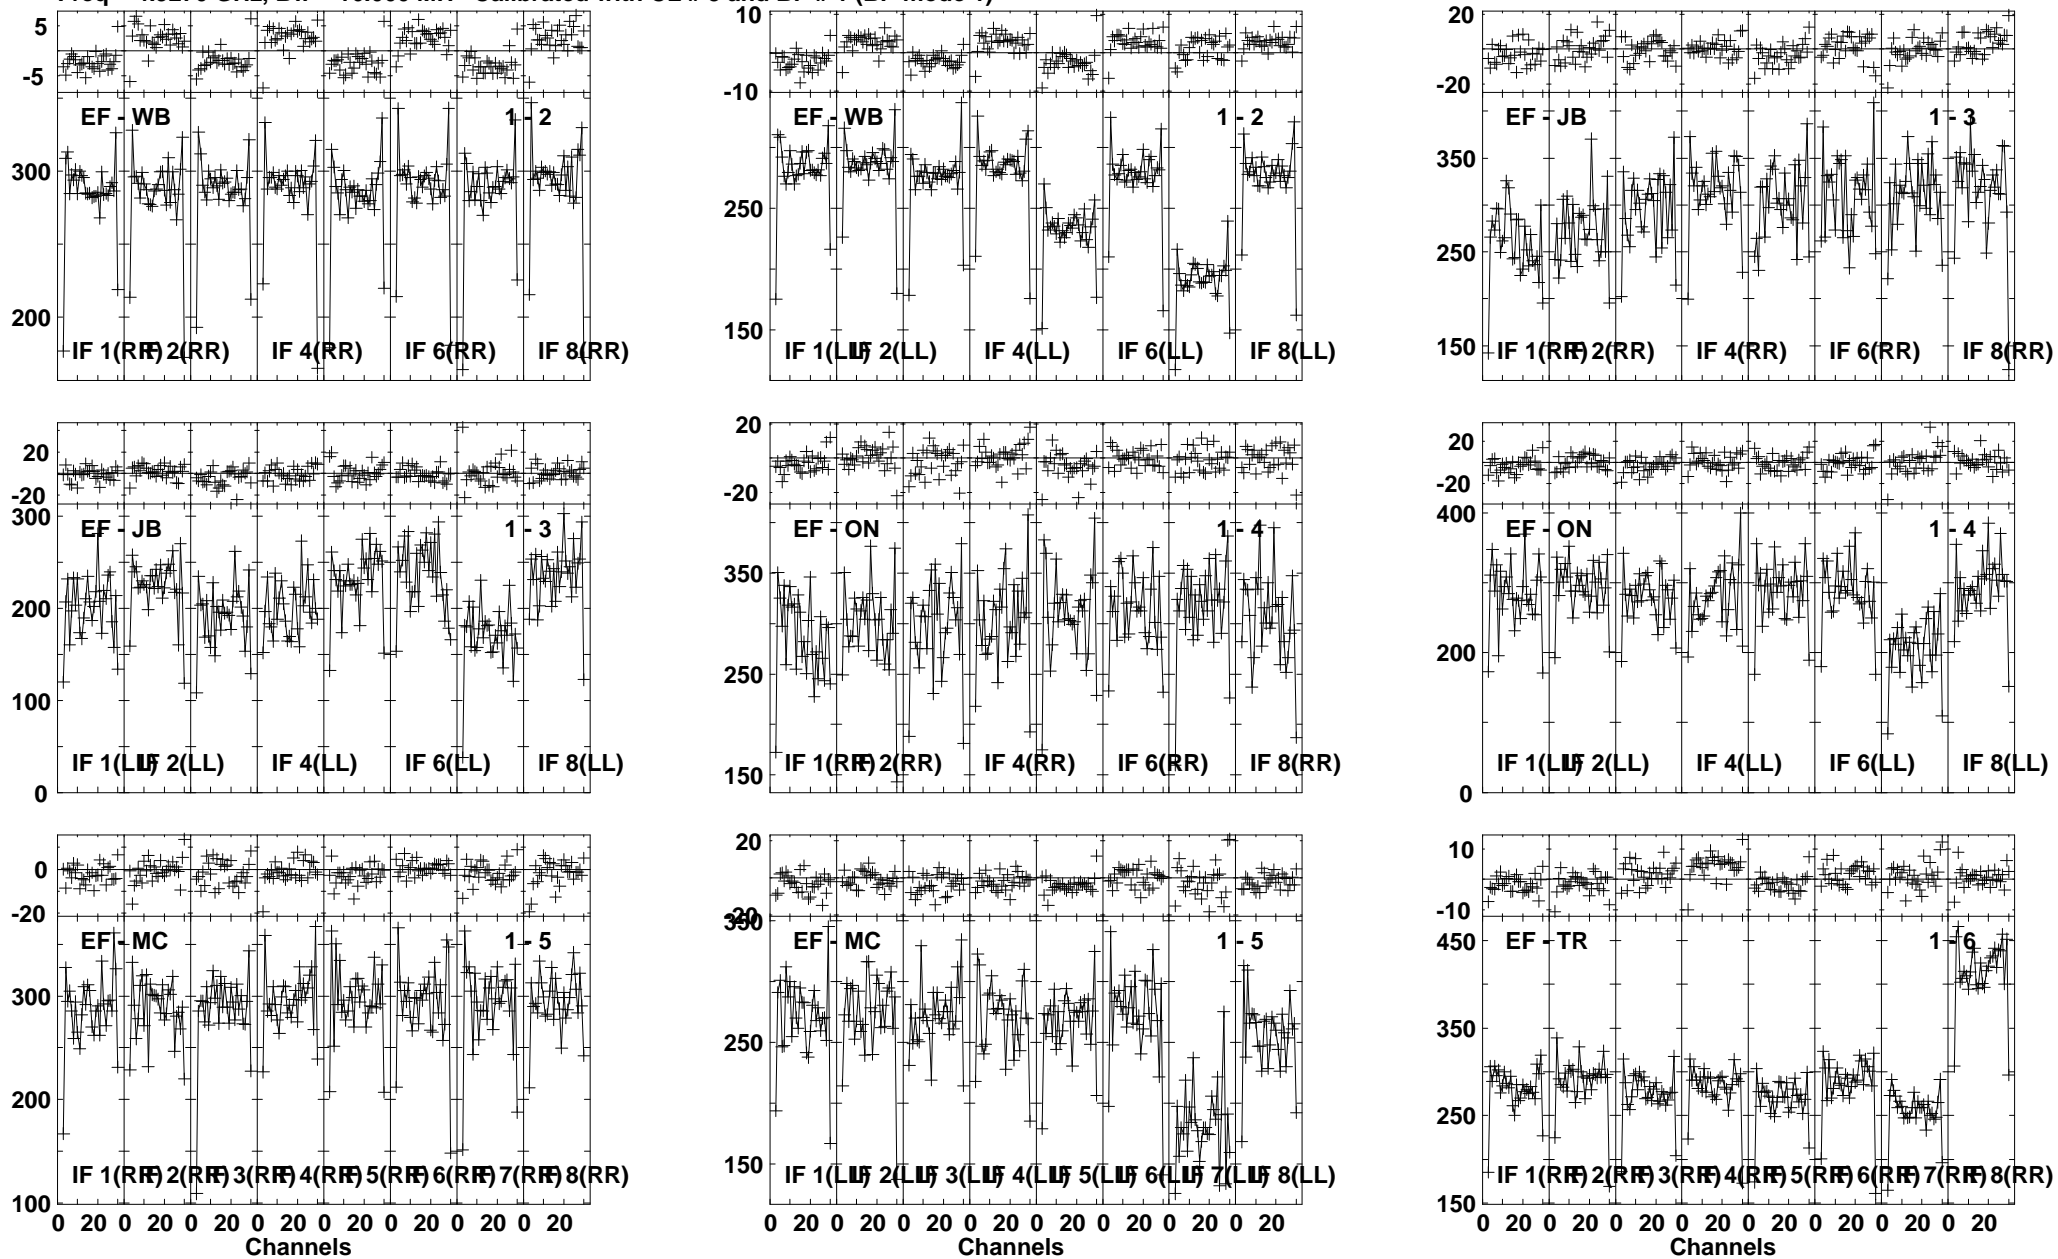 5
-5
EF - WB
1 - 2
300
200
IF 1(RR) IF 2(RR) IF 4(RR) IF 6(RR) IF 8(RR)
10
-10
EF - WB
1 - 2
250
150
IF 1(LL) IF 2(LL) IF 4(LL) IF 6(LL) IF 8(LL)
20
-20
EF - JB
1 - 3
350
250
150
IF 1(RR) IF 2(RR) IF 4(RR) IF 6(RR) IF 8(RR)
20
-20
300
EF - JB
1 - 3
200
100
IF 1(LL) IF 2(LL) IF 4(LL) IF 6(LL) IF 8(LL)
0
20
-20
EF - ON
1 - 4
350
250
150
IF 1(RR) IF 2(RR) IF 4(RR) IF 6(RR) IF 8(RR)
20
-20
400
EF - ON
1 - 4
200
IF 1(LL) IF 2(LL) IF 4(LL) IF 6(LL) IF 8(LL)
0
0
-20
EF - MC
1 - 5
300
200
IF 1(RR) IF 2(RR) IF 3(RR) IF 4(RR) IF 5(RR) IF 6(RR) IF 7(RR) IF 8(RR)
100
0 20 0 20 0 20 0 20 0 20 0 20 0 20 0 20
Channels
20
-20
350
EF - MC
1 - 5
250
150
IF 1(LL) IF 2(LL) IF 3(LL) IF 4(LL) IF 5(LL) IF 6(LL) IF 7(LL) IF 8(LL)
0 20 0 20 0 20 0 20 0 20 0 20 0 20 0 20
Channels
10
-10
450
EF - TR
1 - 6
350
250
IF 1(RR) IF 2(RR) IF 3(RR) IF 4(RR) IF 5(RR) IF 6(RR) IF 7(RR) IF 8(RR)
150
0 20 0 20 0 20 0 20 0 20 0 20 0 20 0 20
Channels